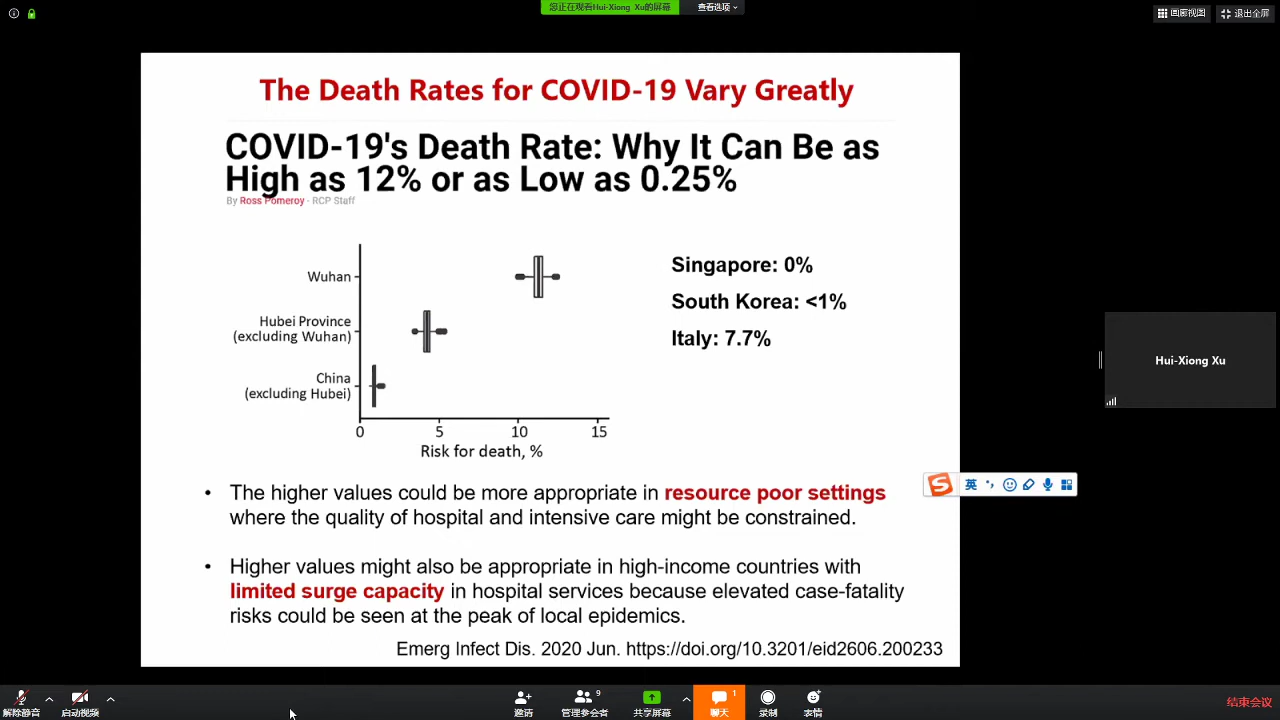 您正在观看Hui-Xiong Xu的屏幕
查看选项
画廊视图
退出全屏
The Death Rates for COVID-19 Vary Greatly
COVID-19's Death Rate: Why It Can Be as
High as 12% or as Low as 0.25%
By Ross Pomeroy - RCP Staff
Wuhan
Hubei Province
(excluding Wuhan)
China
(excluding Hubei)
0 5 10 15
Risk for death, %
Singapore: 0%
South Korea: <1%
Italy: 7.7%
• The higher values could be more appropriate in resource poor settings
where the quality of hospital and intensive care might be constrained.
• Higher values might also be appropriate in high-income countries with
limited surge capacity in hospital services because elevated case-fatality
risks could be seen at the peak of local epidemics.
Emerg Infect Dis. 2020 Jun. https://doi.org/10.3201/eid2606.200233
Hui-Xiong Xu
S 英
解除静音
启动视频
邀请
9
管理参会者
共享屏幕
1
聊天
录制
表情
结束会议